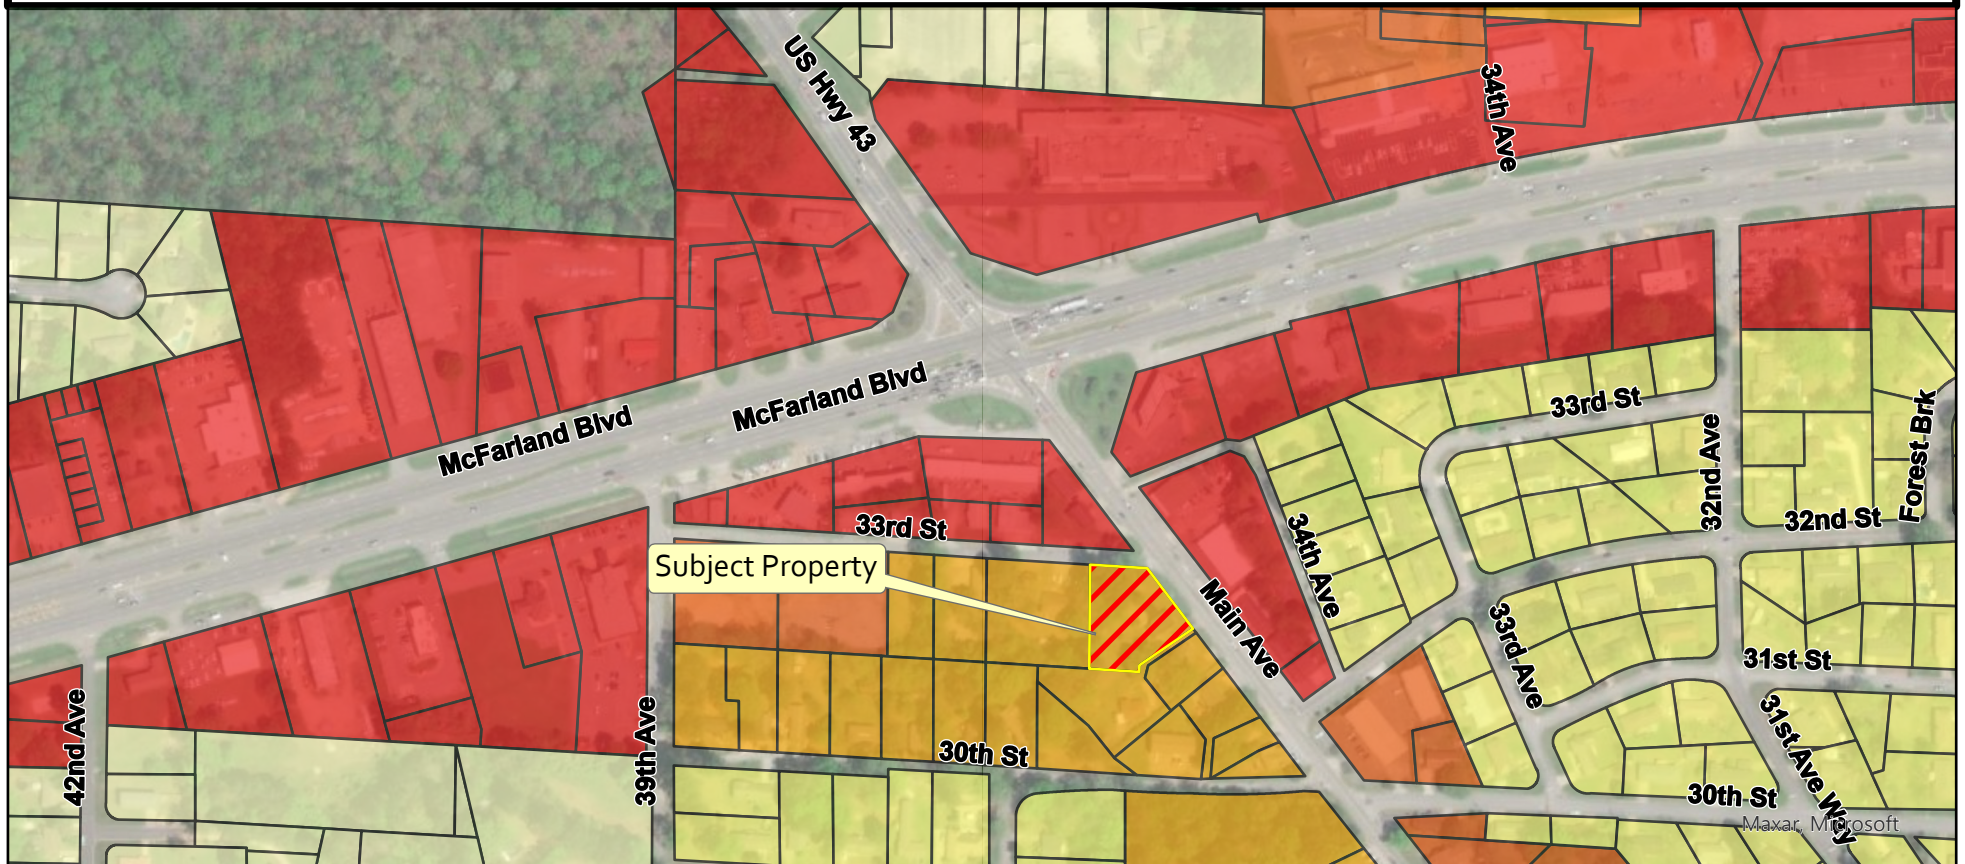 US Hwy 43
34th Ave
McFarland Blvd
McFarland Blvd
33rd St
32nd Ave
Forest Brk
33rd St
32nd St
34th Ave
Subject Property
Main Ave
33rd Ave
31st St
42nd Ave
39th Ave
30th St
31st Ave Wy
30th St
Maxar, Microsoft